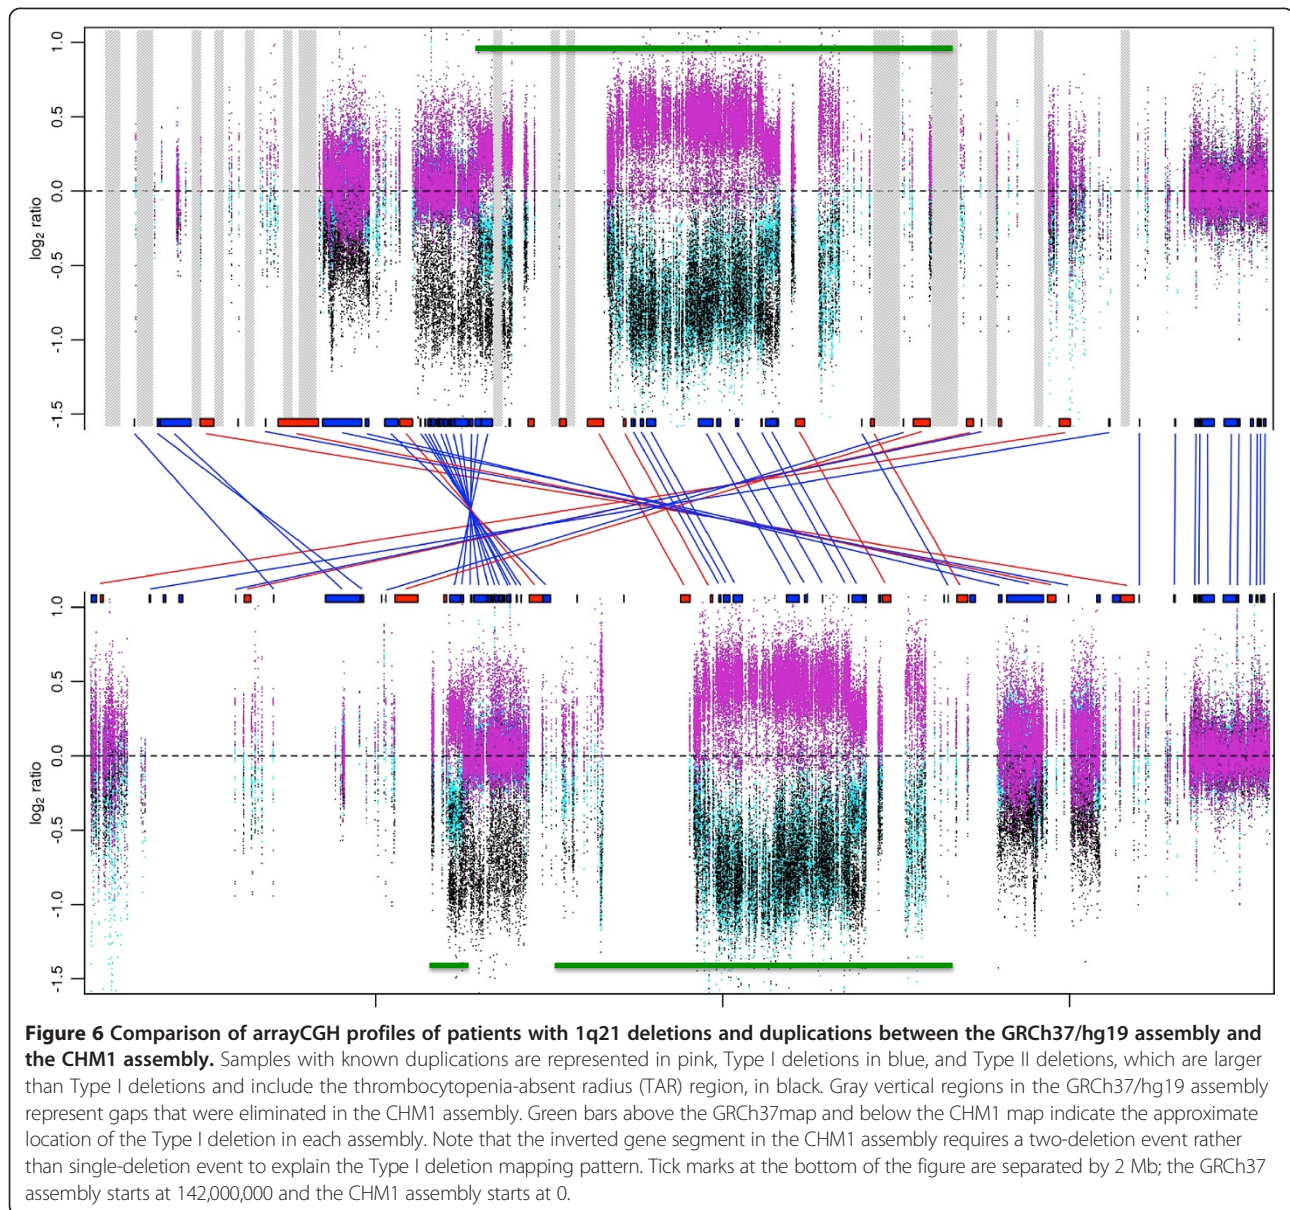 1.0
0.5
0.0
-0.5
-1.0
-1.5
log2 ratio
1.0
0.5
0.0
-0.5
-1.0
-1.5
log2 ratio
Figure 6 Comparison of arrayCGH profiles of patients with 1q21 deletions and duplications between the GRCh37/hg19 assembly and
the CHM1 assembly. Samples with known duplications are represented in pink, Type I deletions in blue, and Type II deletions, which are larger
than Type I deletions and include the thrombocytopenia-absent radius (TAR) region, in black. Gray vertical regions in the GRCh37/hg19 assembly
represent gaps that were eliminated in the CHM1 assembly. Green bars above the GRCh37map and below the CHM1 map indicate the approximate
location of the Type I deletion in each assembly. Note that the inverted gene segment in the CHM1 assembly requires a two-deletion event rather
than single-deletion event to explain the Type I deletion mapping pattern. Tick marks at the bottom of the figure are separated by 2 Mb; the GRCh37
assembly starts at 142,000,000 and the CHM1 assembly starts at 0.